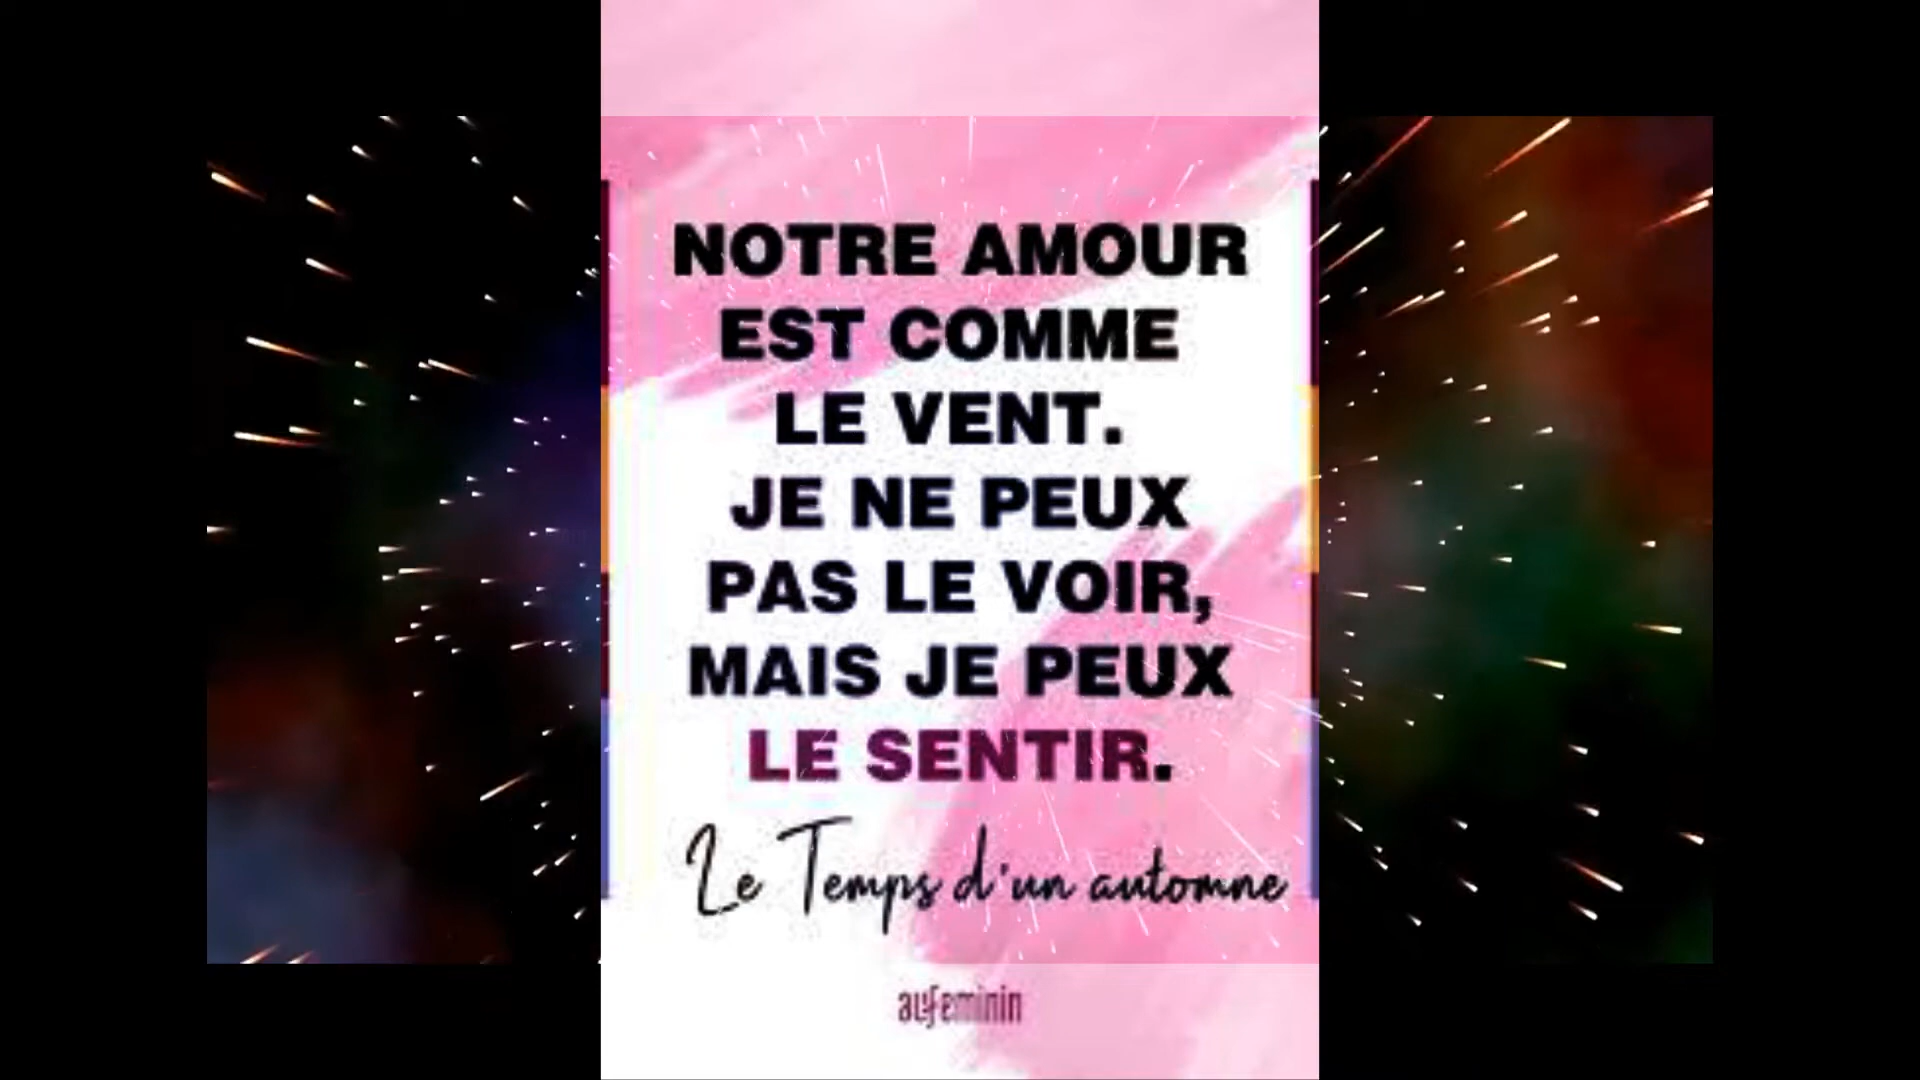 NOTRE AMOUR
EST COMME
LE VENT.
JE NE PEUX
PAS LE VOIR,
MAIS JE PEUX
LE SENTIR.
Le Temps d'un automne
aufeminin